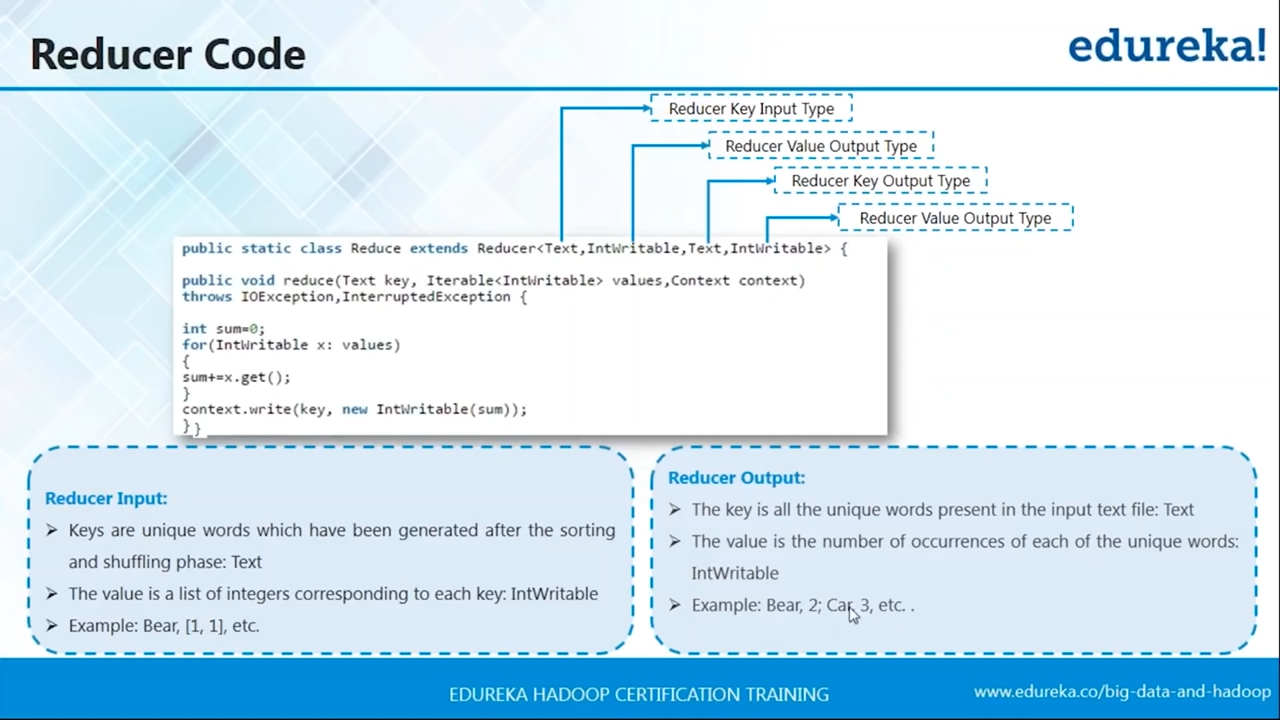 Reducer Code
edureka!
Reducer Key Input Type
Reducer Value Output Type
Reducer Key Output Type
Reducer Value Output Type
public static class Reduce extends Reducer<Text,IntWritable,Text,IntWritable> {
public void reduce(Text key, Iterable<IntWritable> values,Context context)
throws IOException,InterruptedException {
int sum=0;
for(IntWritable x: values)
{
sum+=x.get();
}
context.write(key, new IntWritable(sum));
} }
Reducer Input:
➤ Keys are unique words which have been generated after the sorting
and shuffling phase: Text
➤ The value is a list of integers corresponding to each key: IntWritable
➤ Example: Bear, [1, 1], etc.
Reducer Output:
➤ The key is all the unique words present in the input text file: Text
➤ The value is the number of occurrences of each of the unique words:
IntWritable
➤ Example: Bear, 2; Car, 3, etc. .
EDUREKA HADOOP CERTIFICATION TRAINING
www.edureka.co/big-data-and-hadoop